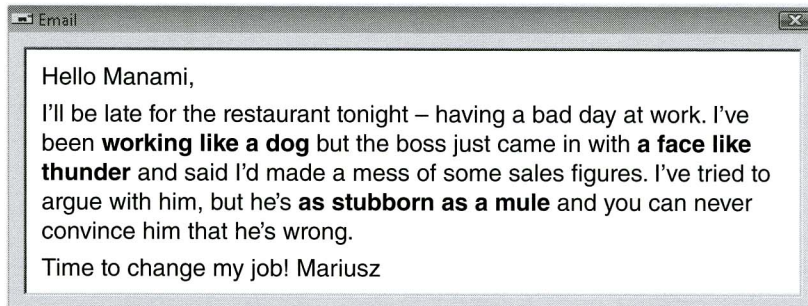 Email
Hello Manami,
I'll be late for the restaurant tonight – having a bad day at work. I've
been working like a dog but the boss just came in with a face like
thunder and said I'd made a mess of some sales figures. I've tried to
argue with him, but he's as stubborn as a mule and you can never
convince him that he's wrong.
Time to change my job! Mariusz